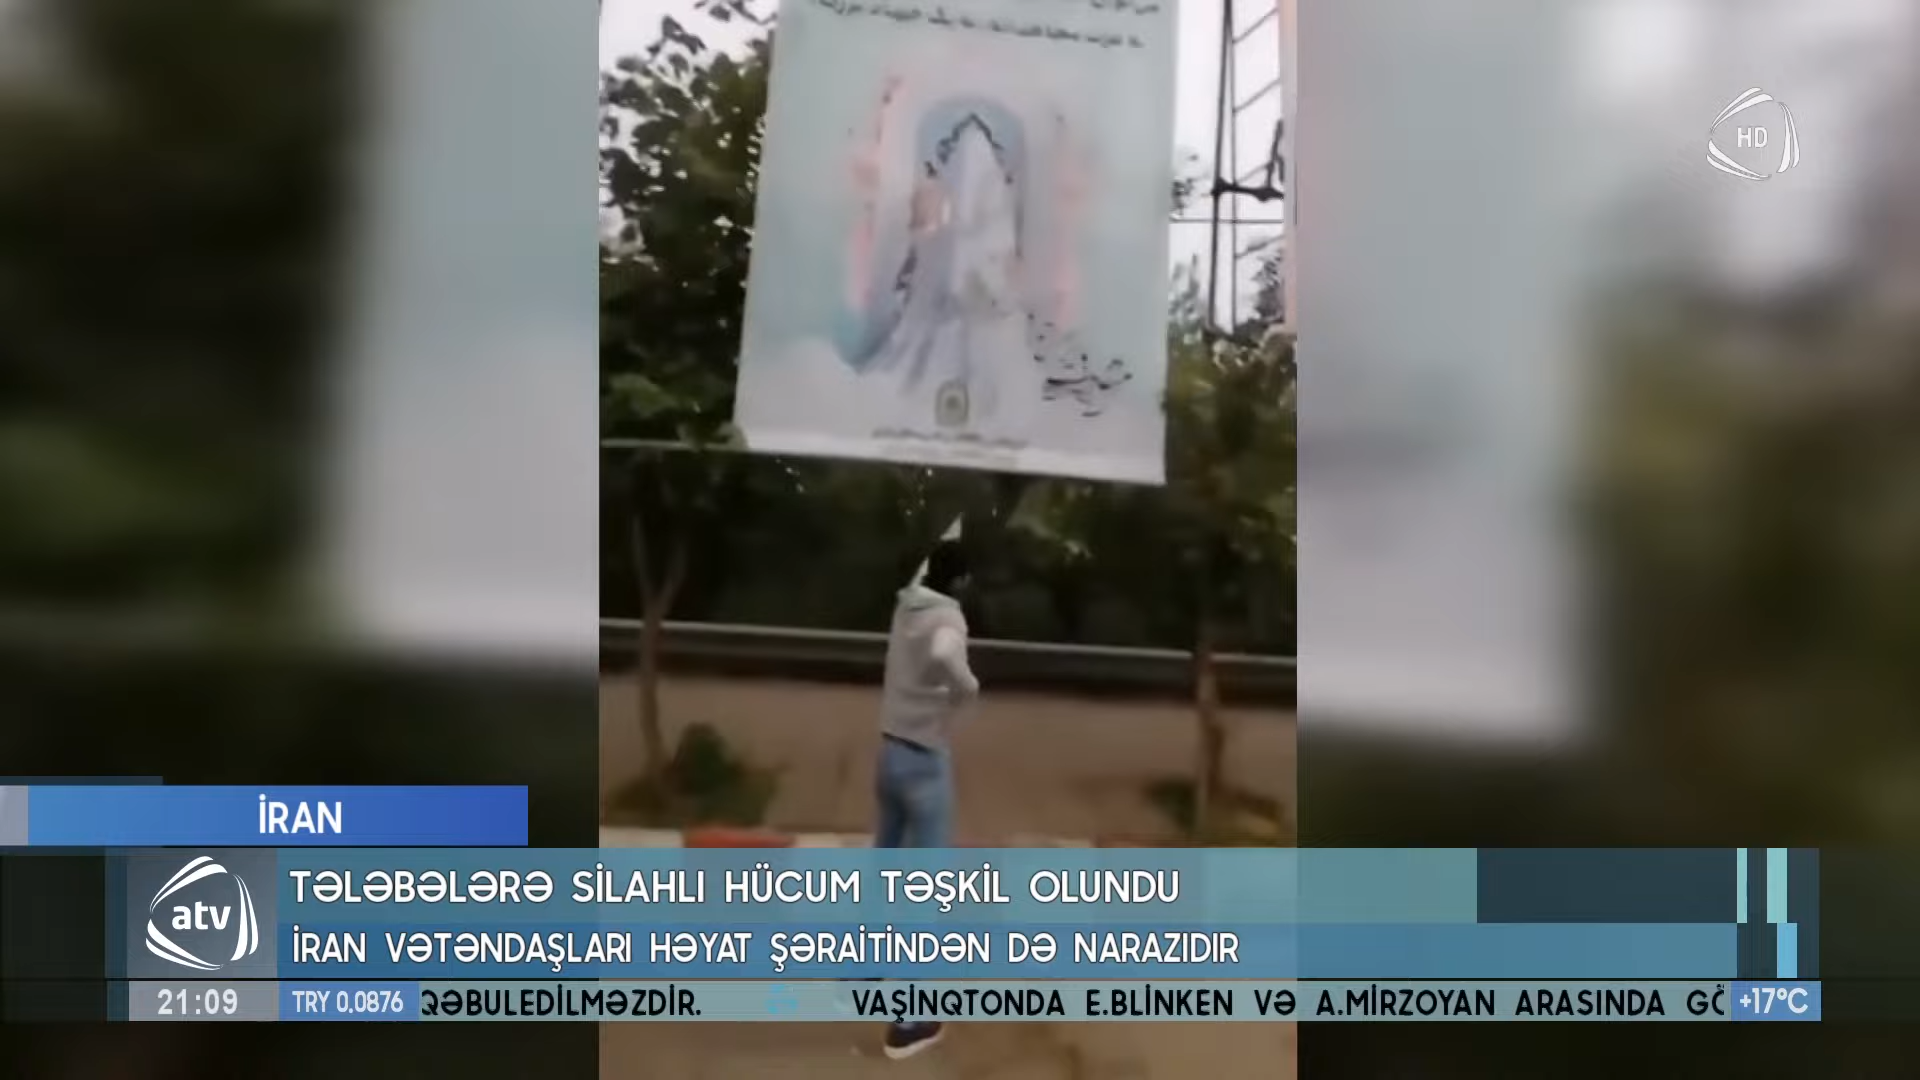 HD
İRAN
atv
TƏLƏBƏLƏRƏ SİLAHLI HÜCUM TƏŞKİL OLUNDU
İRAN VƏTƏNDAŞLARI HƏYAT ŞƏRAİTİNDƏN DƏ NARAZIDIR
21:09 TRY 0.0876 QƏBULEDİLMƏZDİR. VAŞİNQTONDA E.BLİNKEN VƏ A.MİRZOYAN ARASINDA GÖ +17°C